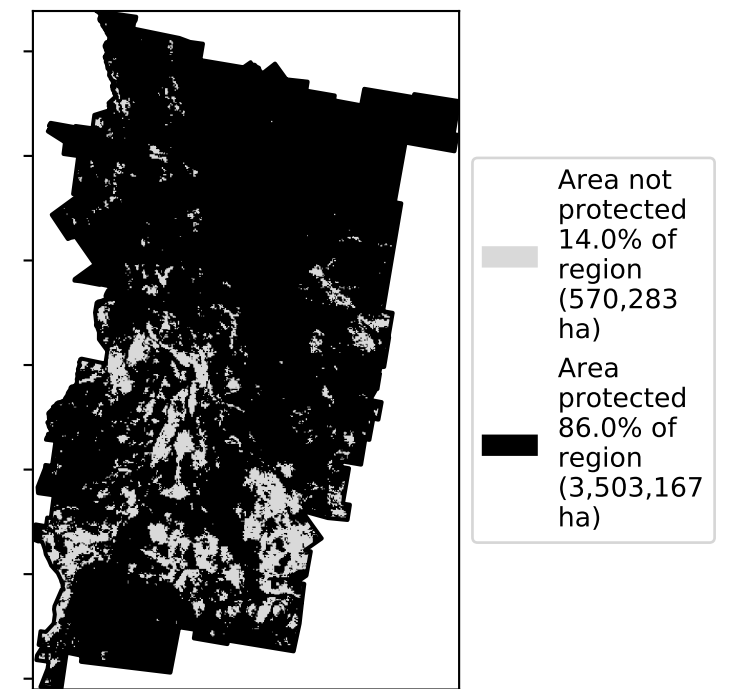 Area not
protected
14.0% of
region
(570,283
ha)
Area
protected
86.0% of
region
(3,503,167
ha)